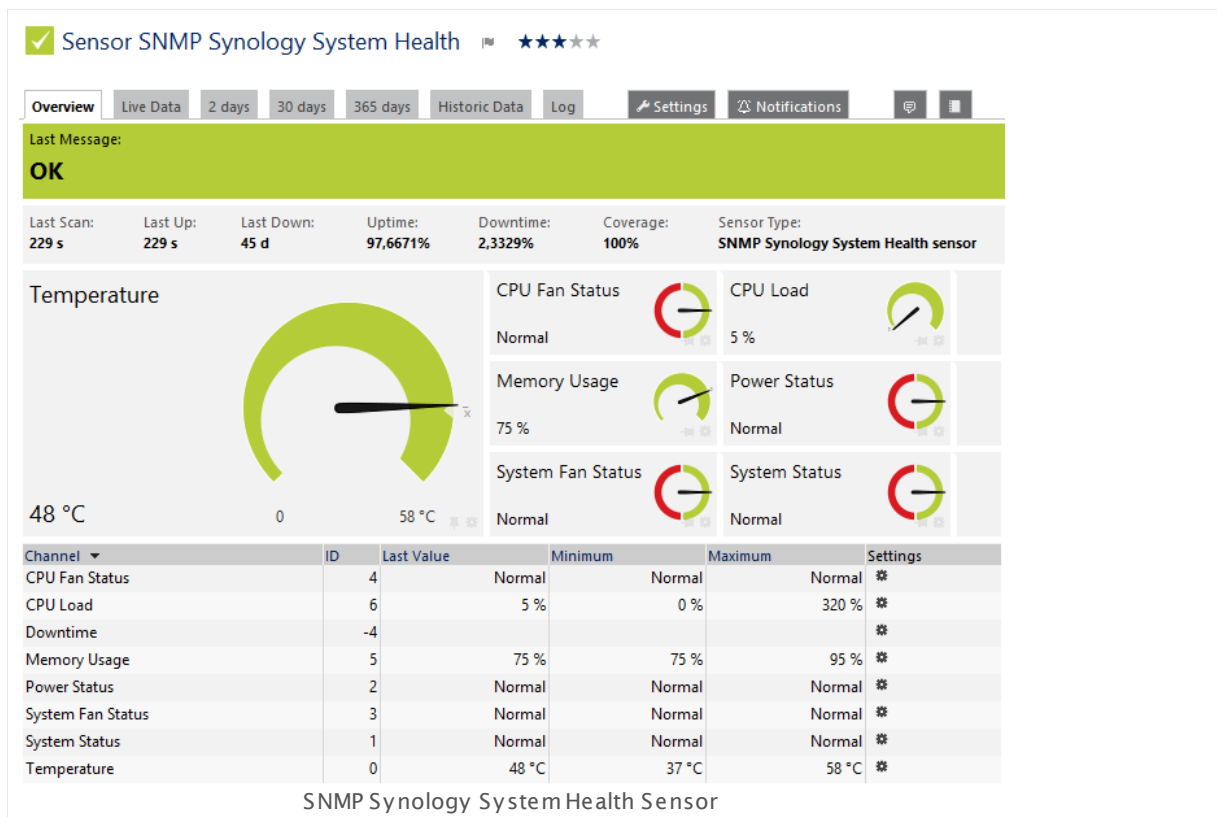 Sensor SNMP Synology System Health
Overview Live Data 2 days 30 days 365 days Historic Data Log Settings Notifications
Last Message:
OK
Last Scan: Last Up: Last Down: Uptime: Downtime: Coverage: Sensor Type:
229 s 229 s 45 d 97,6671% 2,3329% 100% SNMP Synology System Health sensor
Temperature
48 °C
0 58 °C
CPU Fan Status
Normal
CPU Load
5 %
Memory Usage
75 %
Power Status
Normal
System Fan Status
Normal
System Status
Normal
Channel ID Last Value Minimum Maximum Settings
CPU Fan Status 4 Normal Normal Normal
CPU Load 6 5 % 0 % 320 %
Downtime -4
Memory Usage 5 75 % 75 % 95 %
Power Status 2 Normal Normal Normal
System Fan Status 3 Normal Normal Normal
System Status 1 Normal Normal Normal
Temperature 0 48 °C 37 °C 58 °C
SNMP Synology System Health Sensor